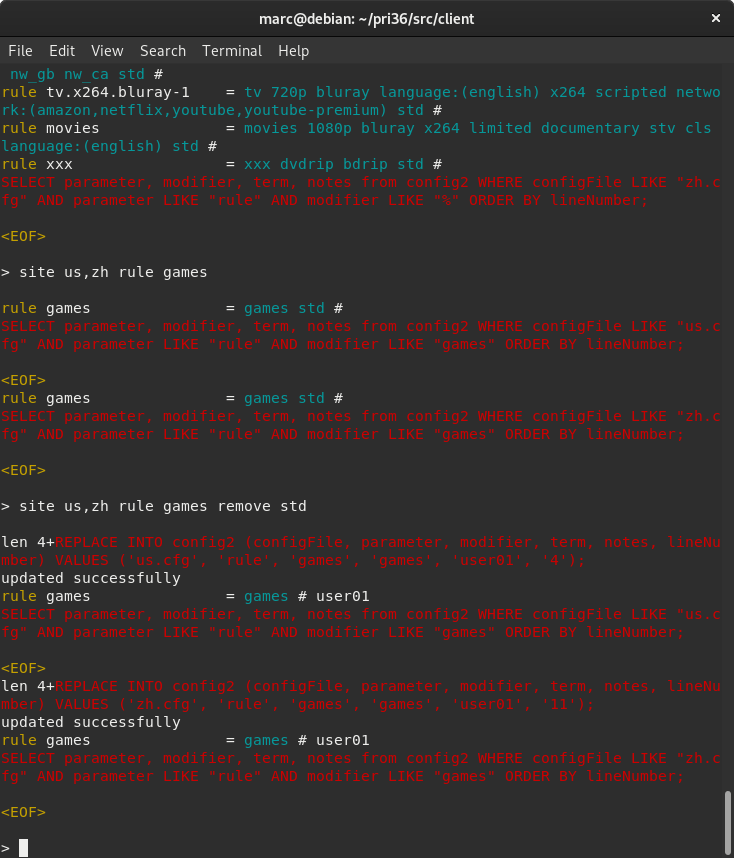 marc@debian: ~/pri36/src/client
×
File Edit View Search Terminal Help
nw_gb nw_ca std #
rule tv.x264.bluray-1    = tv 720p bluray language:(english) x264 scripted netwo
rk:(amazon,netflix,youtube,youtube-premium) std #
rule movies              = movies 1080p bluray x264 limited documentary stv cls
language:(english) std #
rule xxx                 = xxx dvdrip bdrip std #
SELECT parameter, modifier, term, notes from config2 WHERE configFile LIKE "zh.c
fg" AND parameter LIKE "rule" AND modifier LIKE "%" ORDER BY lineNumber;
<EOF>
> site us,zh rule games
rule games               = games std #
SELECT parameter, modifier, term, notes from config2 WHERE configFile LIKE "us.c
fg" AND parameter LIKE "rule" AND modifier LIKE "games" ORDER BY lineNumber;
<EOF>
rule games               = games std #
SELECT parameter, modifier, term, notes from config2 WHERE configFile LIKE "zh.c
fg" AND parameter LIKE "rule" AND modifier LIKE "games" ORDER BY lineNumber;
<EOF>
> site us,zh rule games remove std
len 4+REPLACE INTO config2 (configFile, parameter, modifier, term, notes, lineNu
mber) VALUES ('us.cfg', 'rule', 'games', 'games', 'user01', '4');
updated successfully
rule games               = games # user01
SELECT parameter, modifier, term, notes from config2 WHERE configFile LIKE "us.c
fg" AND parameter LIKE "rule" AND modifier LIKE "games" ORDER BY lineNumber;
<EOF>
len 4+REPLACE INTO config2 (configFile, parameter, modifier, term, notes, lineNu
mber) VALUES ('zh.cfg', 'rule', 'games', 'games', 'user01', '11');
updated successfully
rule games               = games # user01
SELECT parameter, modifier, term, notes from config2 WHERE configFile LIKE "zh.c
fg" AND parameter LIKE "rule" AND modifier LIKE "games" ORDER BY lineNumber;
<EOF>
>